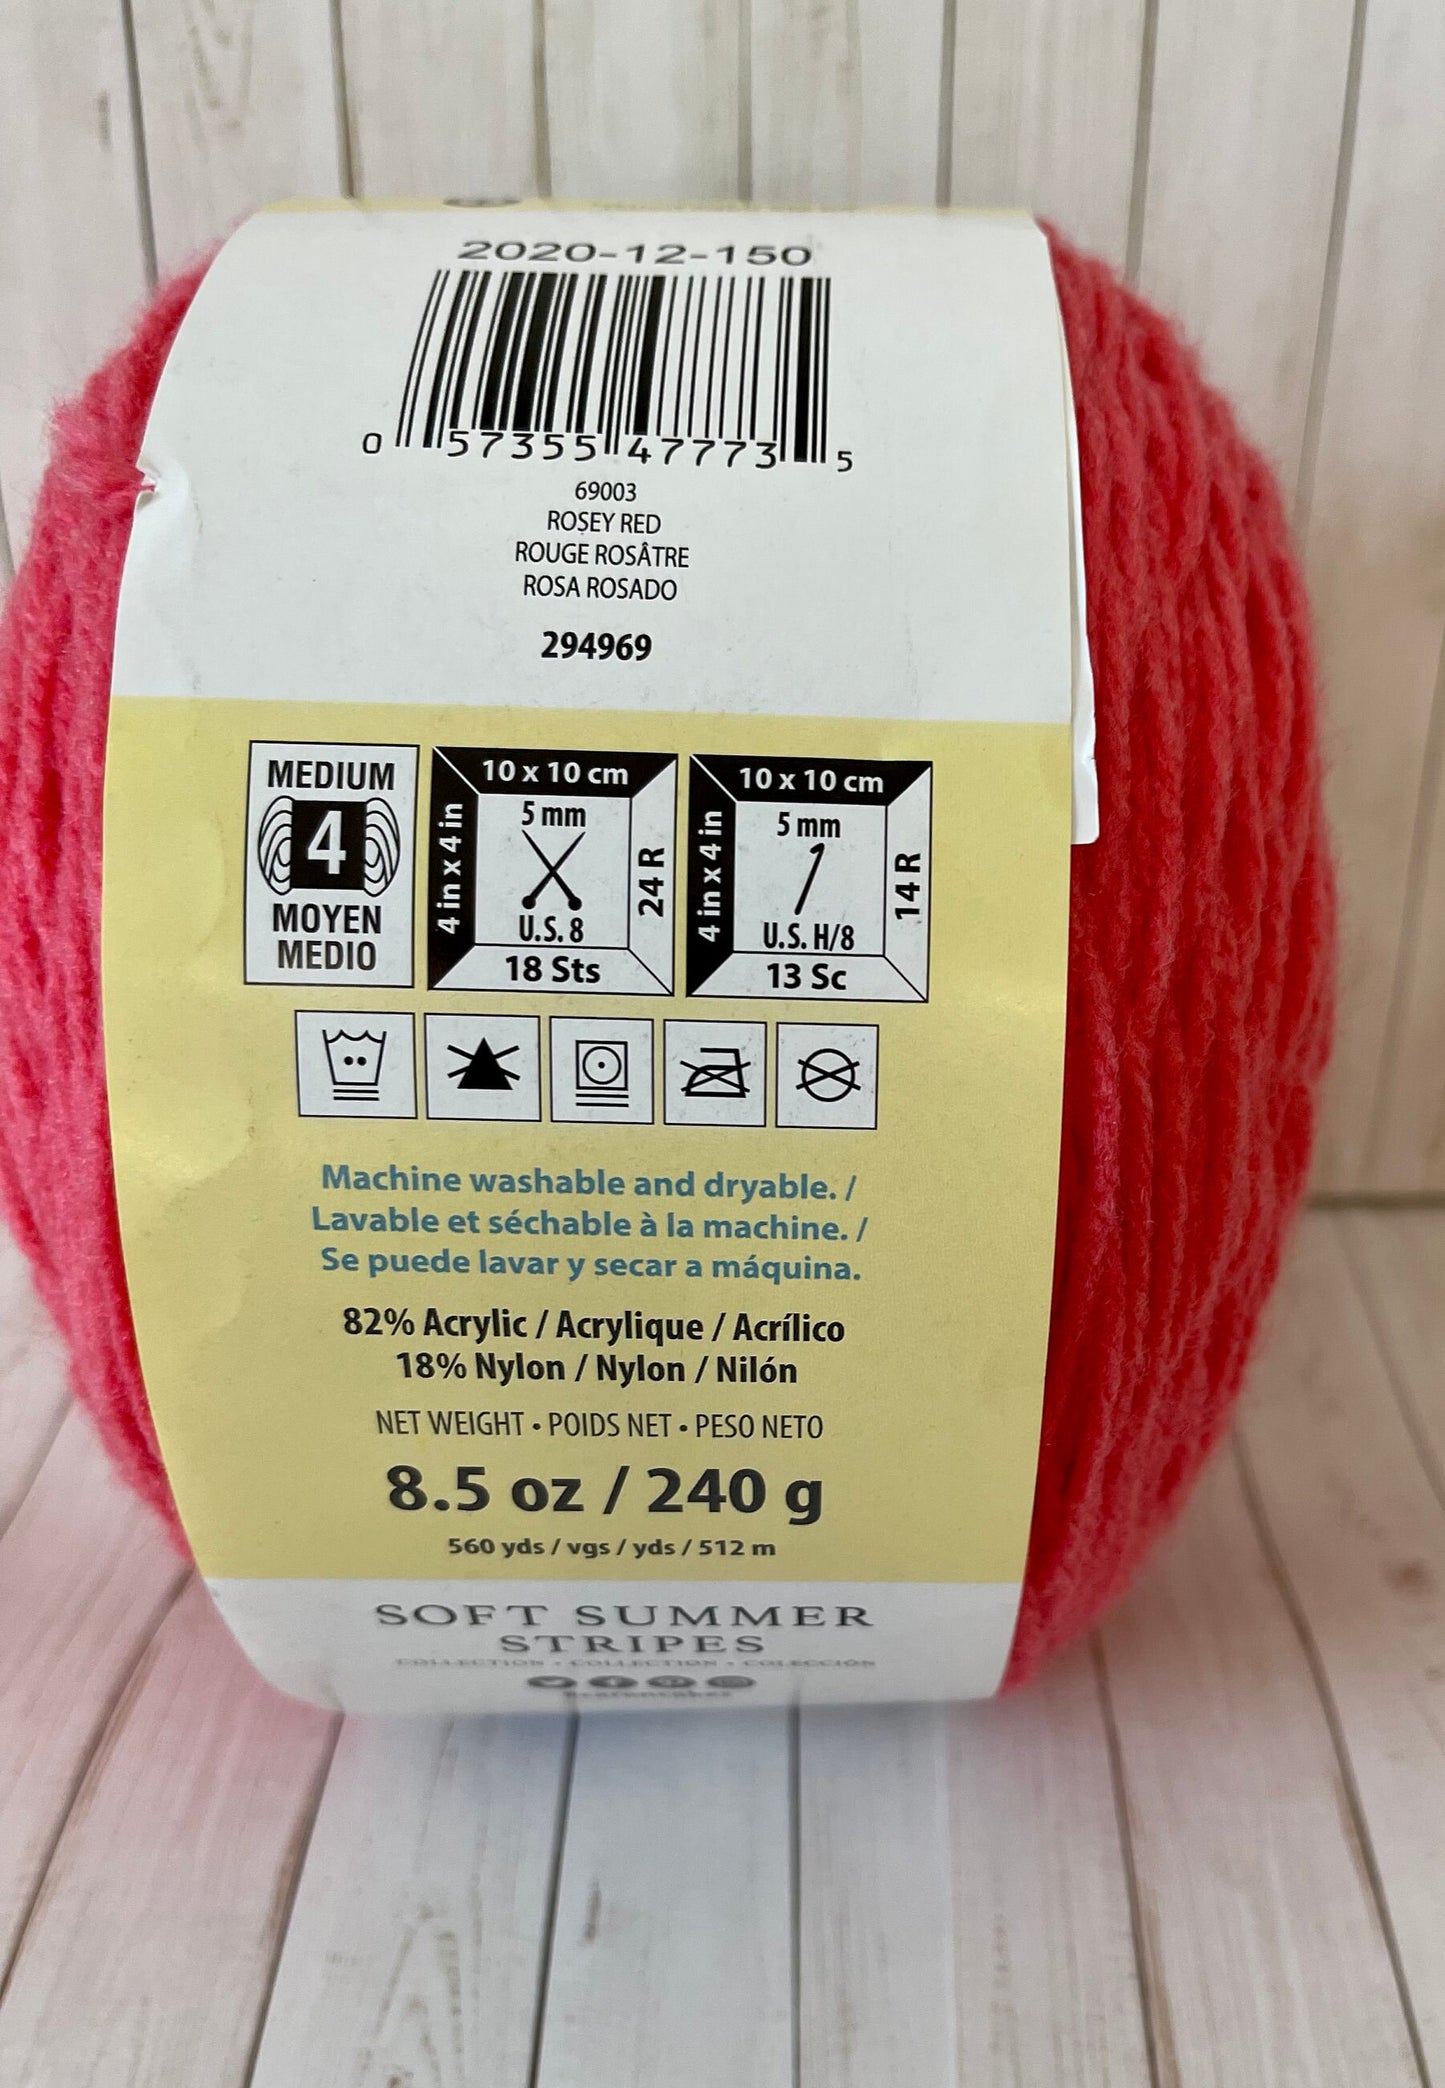 2020-12-150
0 57355 47773 5
69003
ROSEY RED
ROUGE ROSÂTRE
ROSA ROSADO
294969
MEDIUM
4
MOYEN
MEDIO
10 x 10 cm
4 in x 4 in
5 mm
U.S. 8
24 R
18 Sts
10 x 10 cm
4 in x 4 in
5 mm
U.S. H/8
14 R
13 Sc
Machine washable and dryable. /
Lavable et séchable à la machine. /
Se puede lavar y secar a máquina.
82% Acrylic / Acrylique / Acrílico
18% Nylon / Nylon / Nilón
NET WEIGHT • POIDS NET • PESO NETO
8.5 oz / 240 g
560 yds / vgs / yds / 512 m
SOFT SUMMER
STRIPES
COLLECTION • COLLECTION • COLECCIÓN